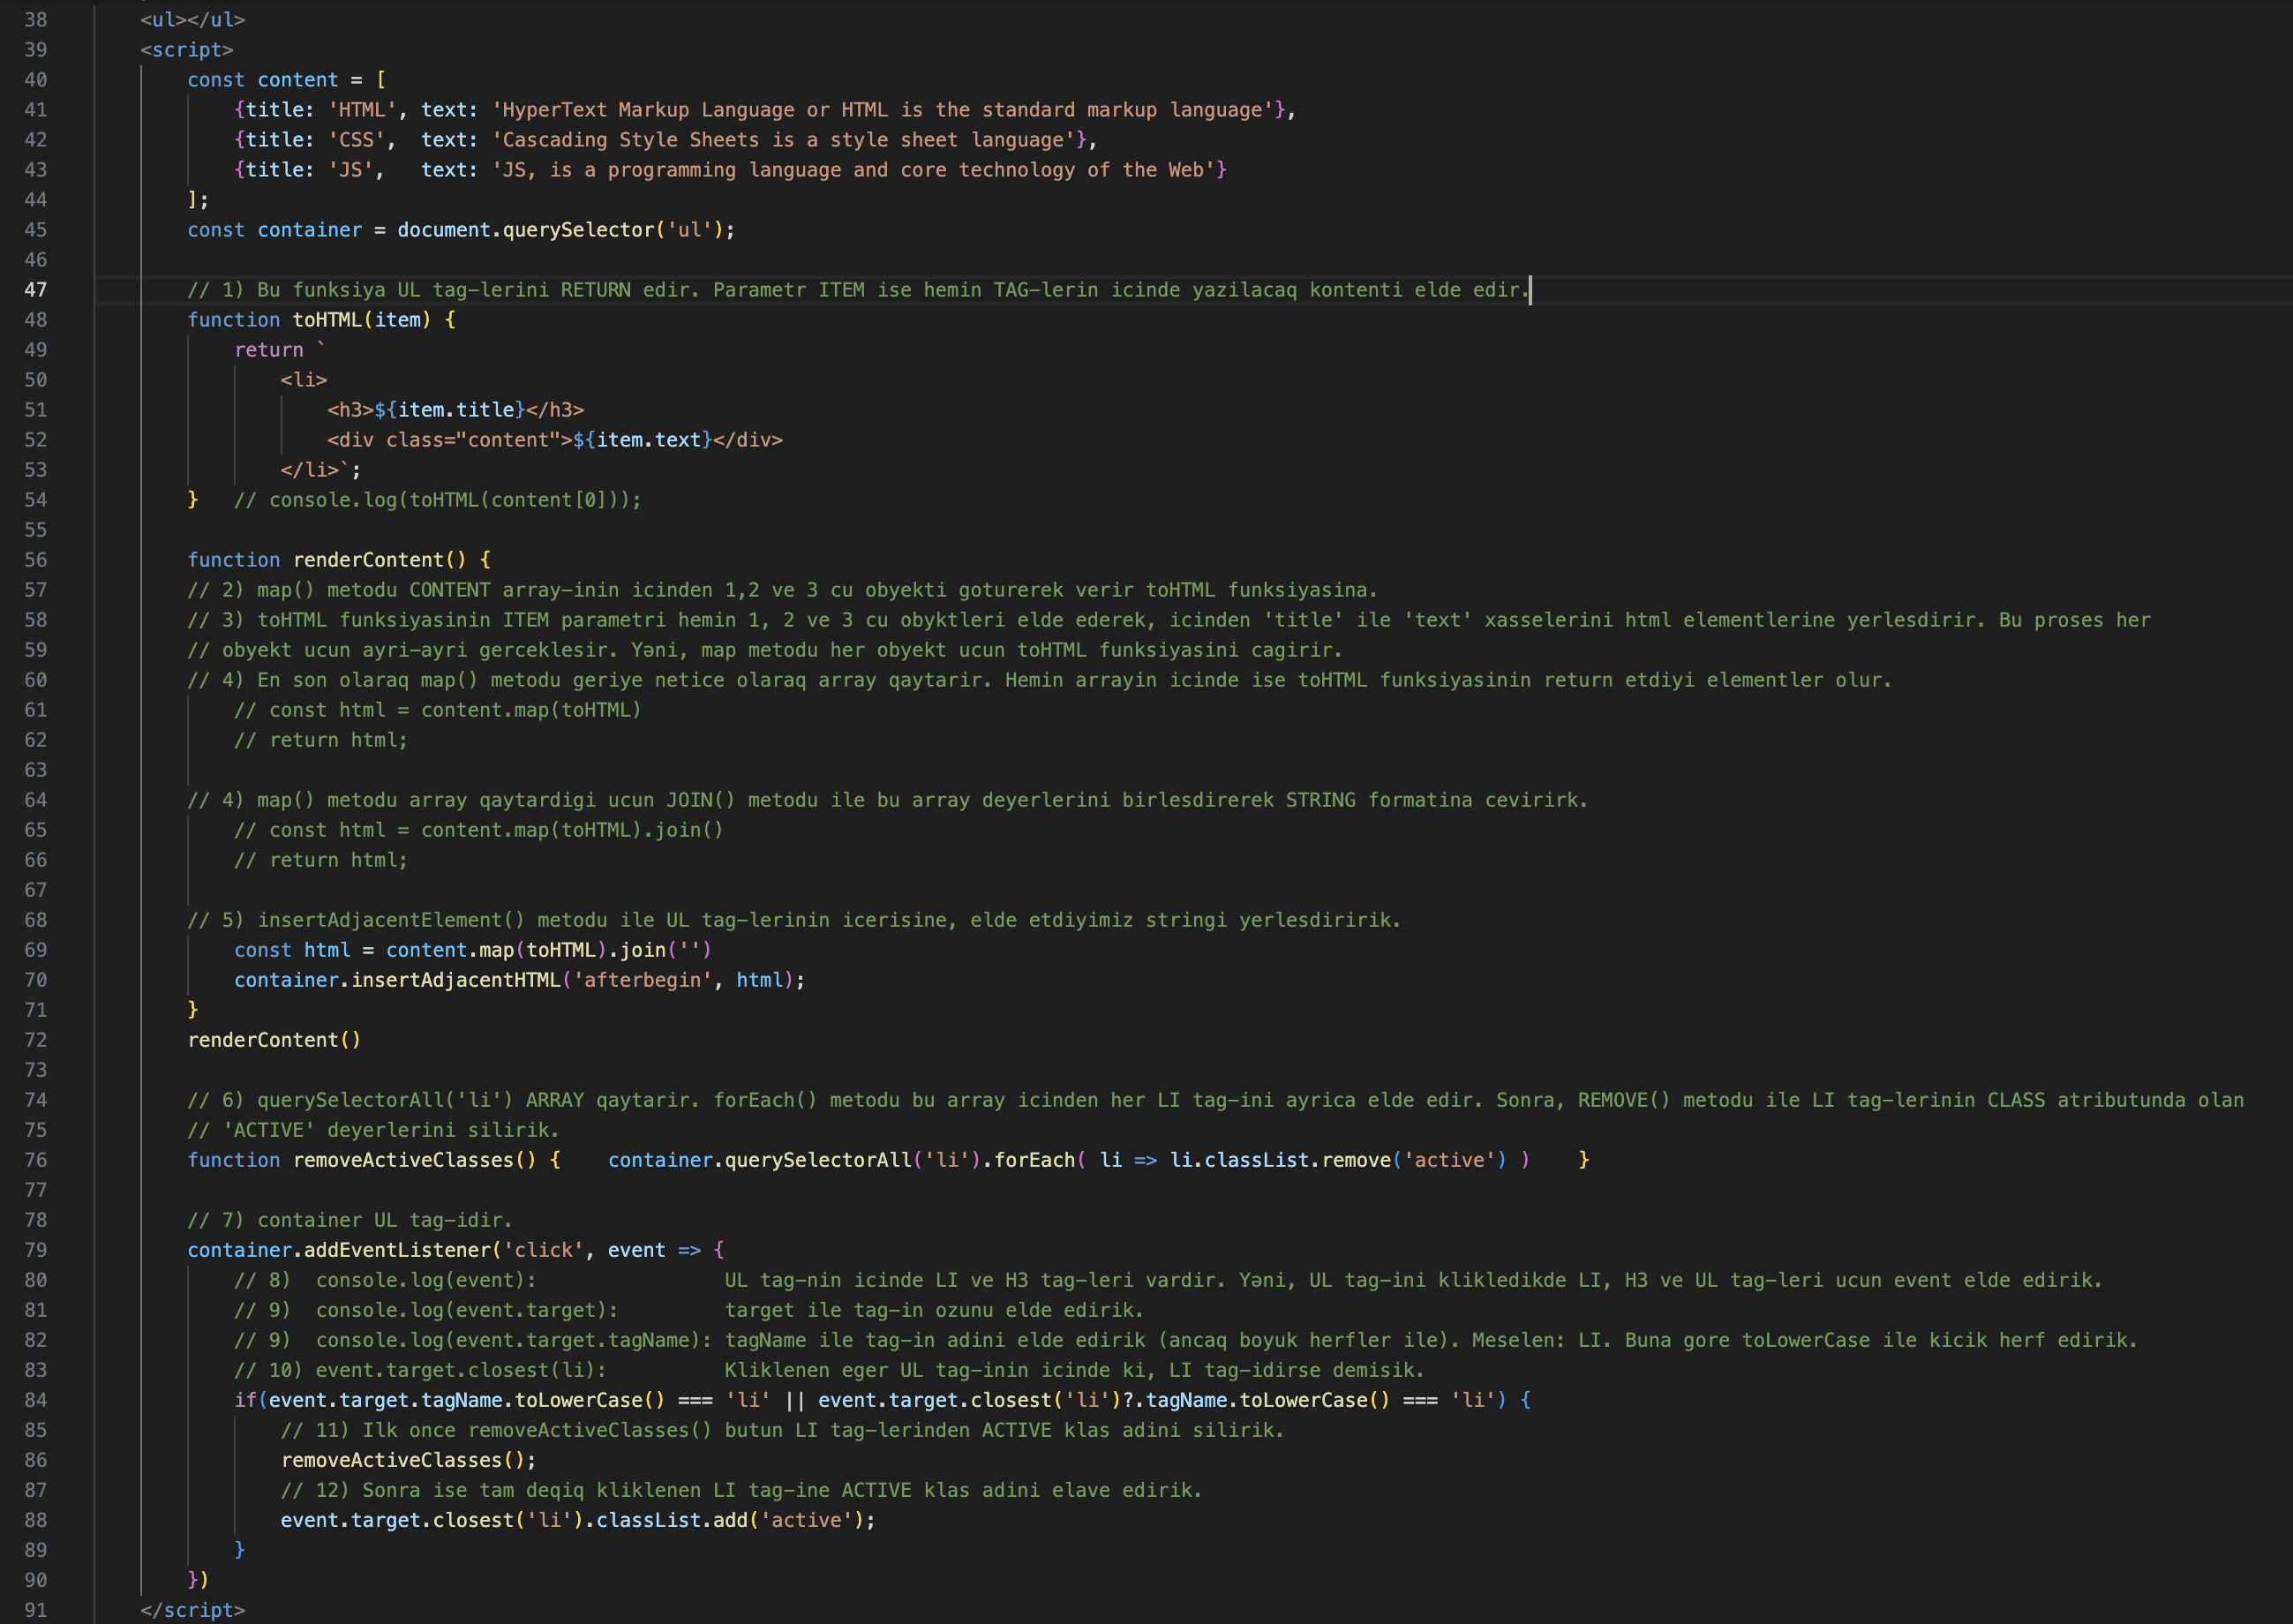 38 <ul></ul>
39 <script>
40 const content = [
41 {title: 'HTML', text: 'HyperText Markup Language or HTML is the standard markup language'},
42 {title: 'CSS',  text: 'Cascading Style Sheets is a style sheet language'},
43 {title: 'JS',   text: 'JS, is a programming language and core technology of the Web'}
44 ];
45 const container = document.querySelector('ul');
46
47 // 1) Bu funksiya UL tag-lerini RETURN edir. Parametr ITEM ise hemin TAG-lerin icinde yazilacaq kontenti elde edir.
48 function toHTML(item) {
49 return `
50 <li>
51 <h3>${item.title}</h3>
52 <div class="content">${item.text}</div>
53 </li>`;
54 }   // console.log(toHTML(content[0]));
55
56 function renderContent() {
57 // 2) map() metodu CONTENT array-inin icinden 1,2 ve 3 cu obyekti goturerek verir toHTML funksiyasina.
58 // 3) toHTML funksiyasinin ITEM parametri hemin 1, 2 ve 3 cu obyktleri elde ederek, icinden 'title' ile 'text' xasselerini html elementlerine yerlesdirir. Bu proses her
59 // obyekt ucun ayri-ayri gerceklesir. Yəni, map metodu her obyekt ucun toHTML funksiyasini cagirir.
60 // 4) En son olaraq map() metodu geriye netice olaraq array qaytarir. Hemin arrayin icinde ise toHTML funksiyasinin return etdiyi elementler olur.
61 // const html = content.map(toHTML)
62 // return html;
63
64 // 4) map() metodu array qaytardigi ucun JOIN() metodu ile bu array deyerlerini birlesdirerek STRING formatina cevirirk.
65 // const html = content.map(toHTML).join()
66 // return html;
67
68 // 5) insertAdjacentElement() metodu ile UL tag-lerinin icerisine, elde etdiyimiz stringi yerlesdiririk.
69 const html = content.map(toHTML).join('')
70 container.insertAdjacentHTML('afterbegin', html);
71 }
72 renderContent()
73
74 // 6) querySelectorAll('li') ARRAY qaytarir. forEach() metodu bu array icinden her LI tag-ini ayrica elde edir. Sonra, REMOVE() metodu ile LI tag-lerinin CLASS atributunda olan
75 // 'ACTIVE' deyerlerini silirik.
76 function removeActiveClasses() {    container.querySelectorAll('li').forEach( li => li.classList.remove('active') )    }
77
78 // 7) container UL tag-idir.
79 container.addEventListener('click', event => {
80 // 8)  console.log(event):                UL tag-nin icinde LI ve H3 tag-leri vardir. Yəni, UL tag-ini klikledikde LI, H3 ve UL tag-leri ucun event elde edirik.
81 // 9)  console.log(event.target):         target ile tag-in ozunu elde edirik.
82 // 9)  console.log(event.target.tagName): tagName ile tag-in adini elde edirik (ancaq boyuk herfler ile). Meselen: LI. Buna gore toLowerCase ile kicik herf edirik.
83 // 10) event.target.closest(li):          Kliklenen eger UL tag-inin icinde ki, LI tag-idirse demisik.
84 if(event.target.tagName.toLowerCase() === 'li' || event.target.closest('li')?.tagName.toLowerCase() === 'li') {
85 // 11) Ilk once removeActiveClasses() butun LI tag-lerinden ACTIVE klas adini silirik.
86 removeActiveClasses();
87 // 12) Sonra ise tam deqiq kliklenen LI tag-ine ACTIVE klas adini elave edirik.
88 event.target.closest('li').classList.add('active');
89 }
90 })
91 </script>